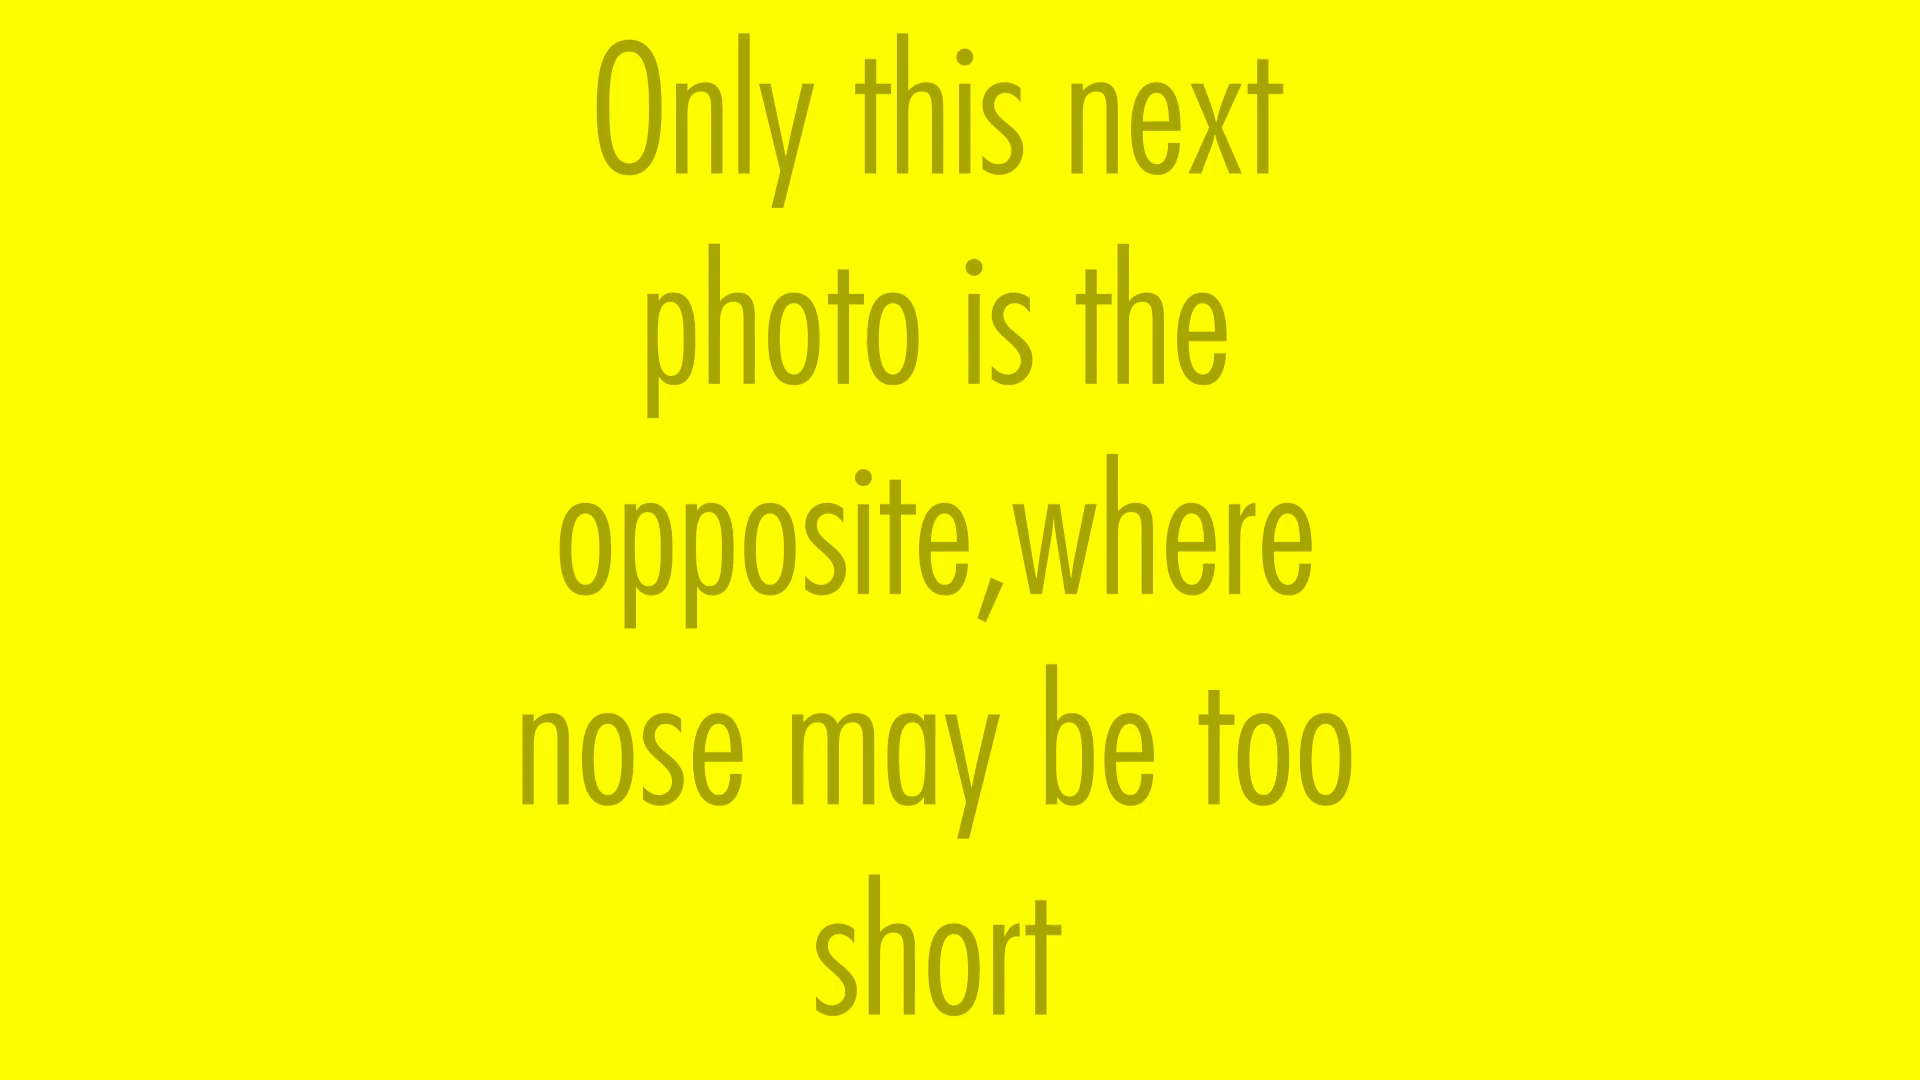 Only this next
photo is the
opposite,where
nose may be too
short